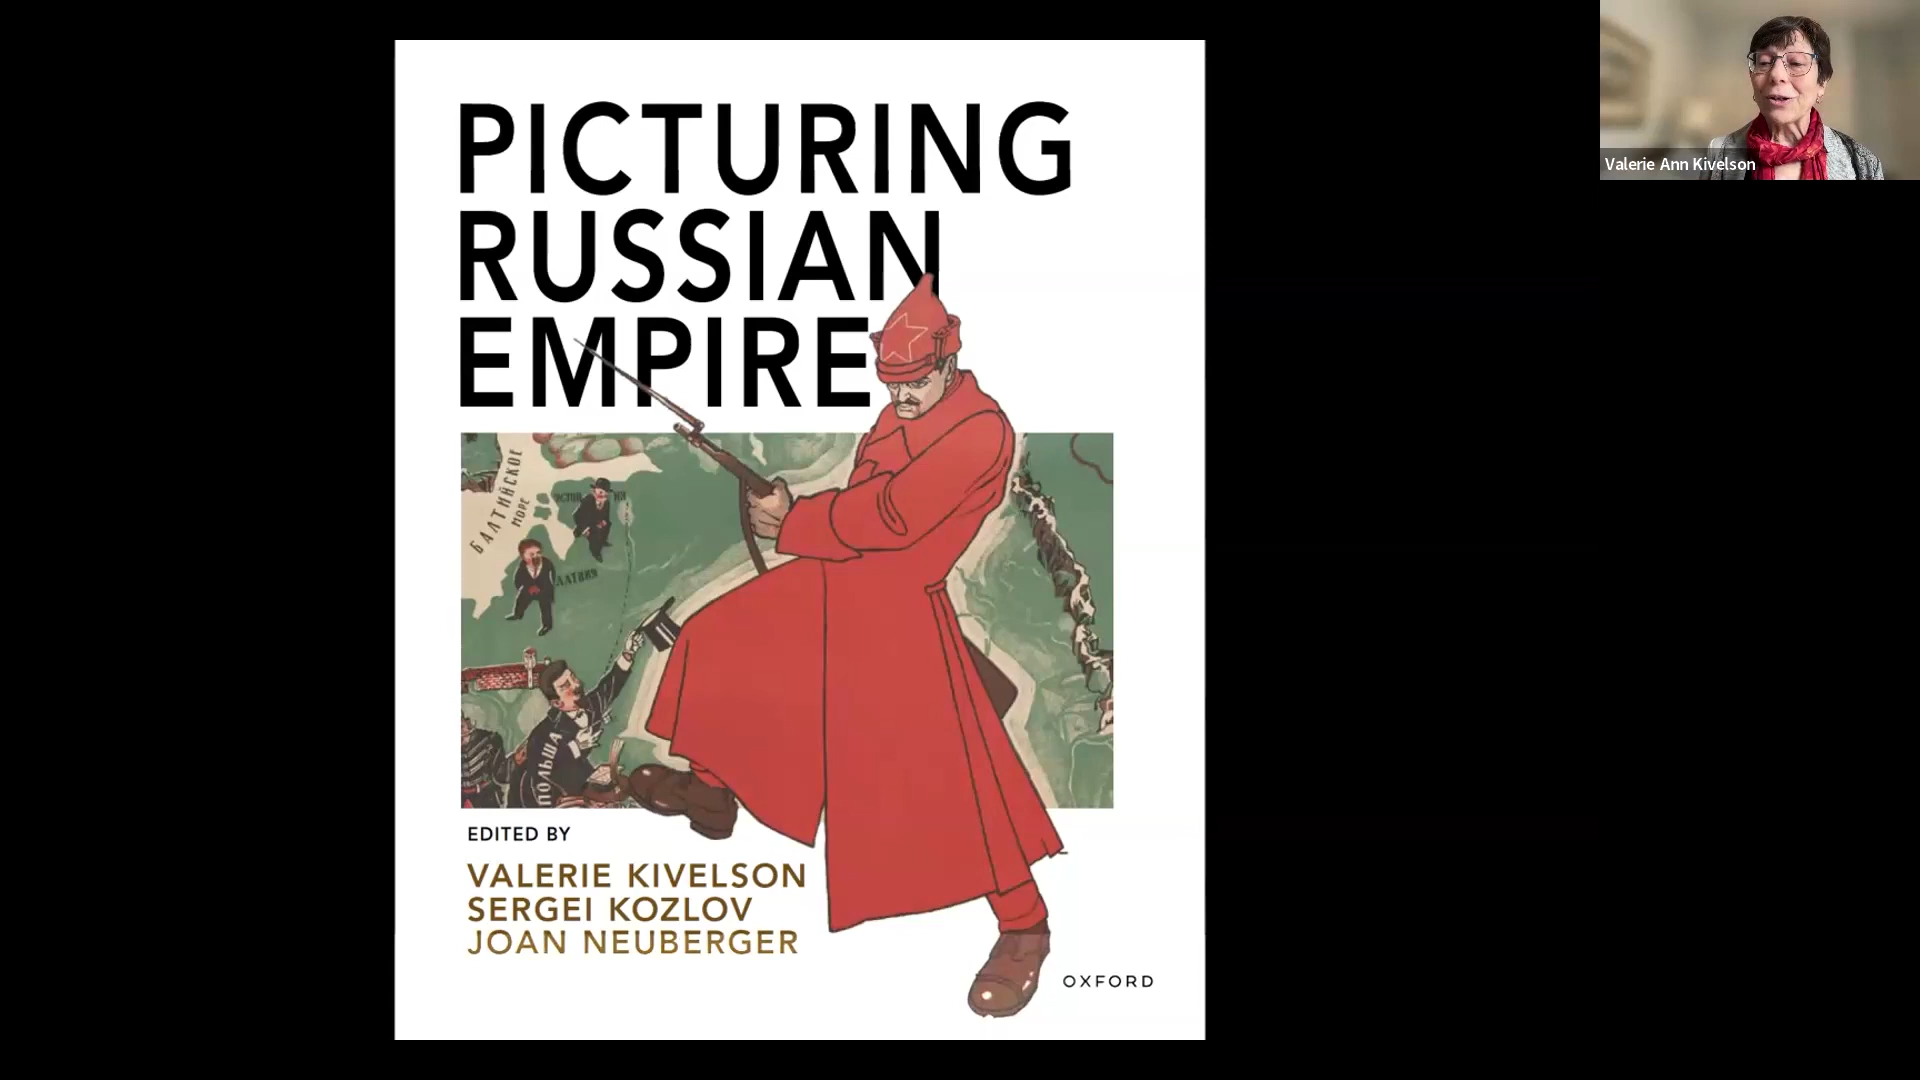 PICTURING
RUSSIAN
EMPIRE
БАЛТИЙСКОЕ
МОРЕ
ЛАТВИЯ
ПОЛЬША
EDITED BY
VALERIE KIVELSON
SERGEI KOZLOV
JOAN NEUBERGER
OXFORD
Valerie Ann Kivelson